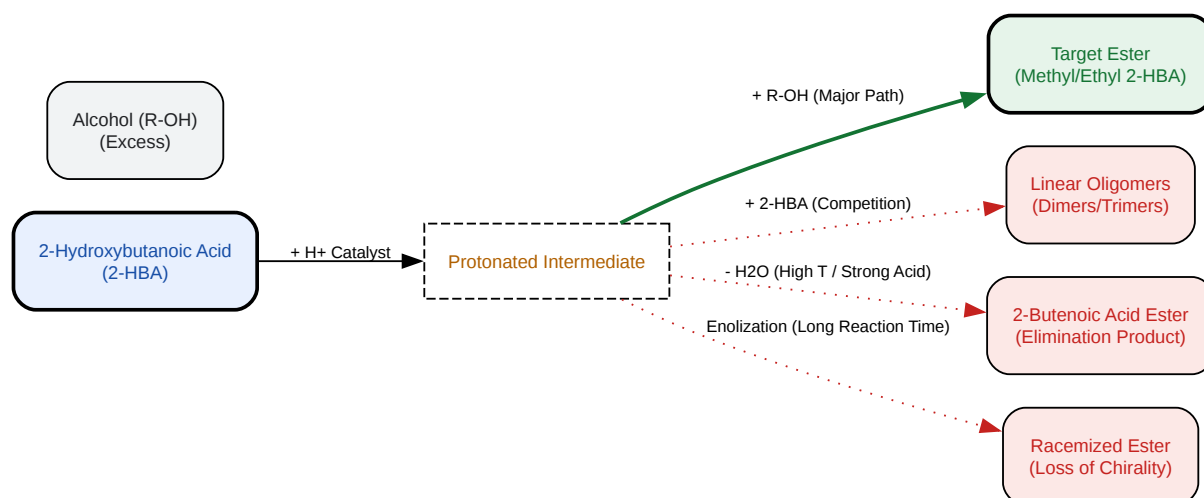 Alcohol (R-OH)
(Excess)
2-Hydroxybutanoic Acid
(2-HBA)
+ H+ Catalyst
Protonated Intermediate
+ R-OH (Major Path)
+ 2-HBA (Competition)
- H2O (High T / Strong Acid)
Enolization (Long Reaction Time)
Target Ester
(Methyl/Ethyl 2-HBA)
Linear Oligomers
(Dimers/Trimers)
2-Butenoic Acid Ester
(Elimination Product)
Racemized Ester
(Loss of Chirality)